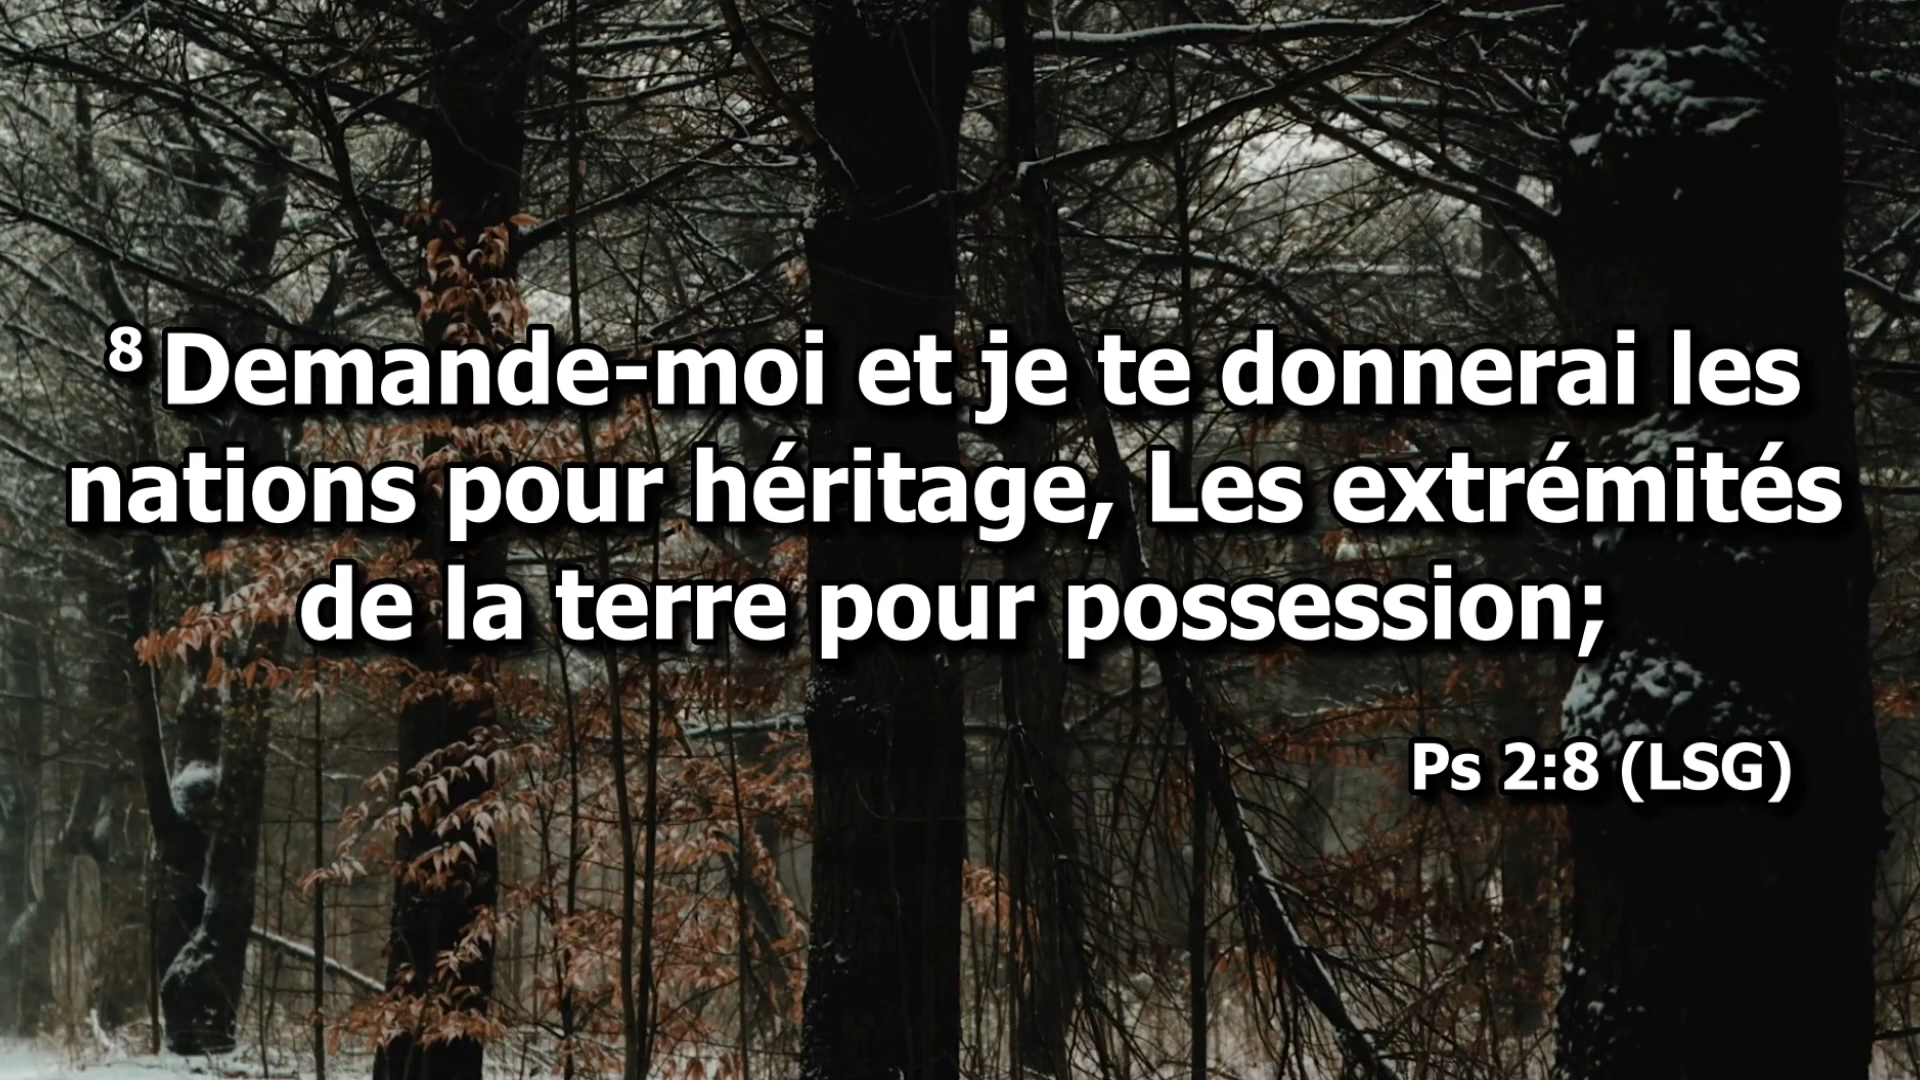 8 Demande-moi et je te donnerai les
nations pour héritage, Les extrémités
de la terre pour possession;
Ps 2:8 (LSG)